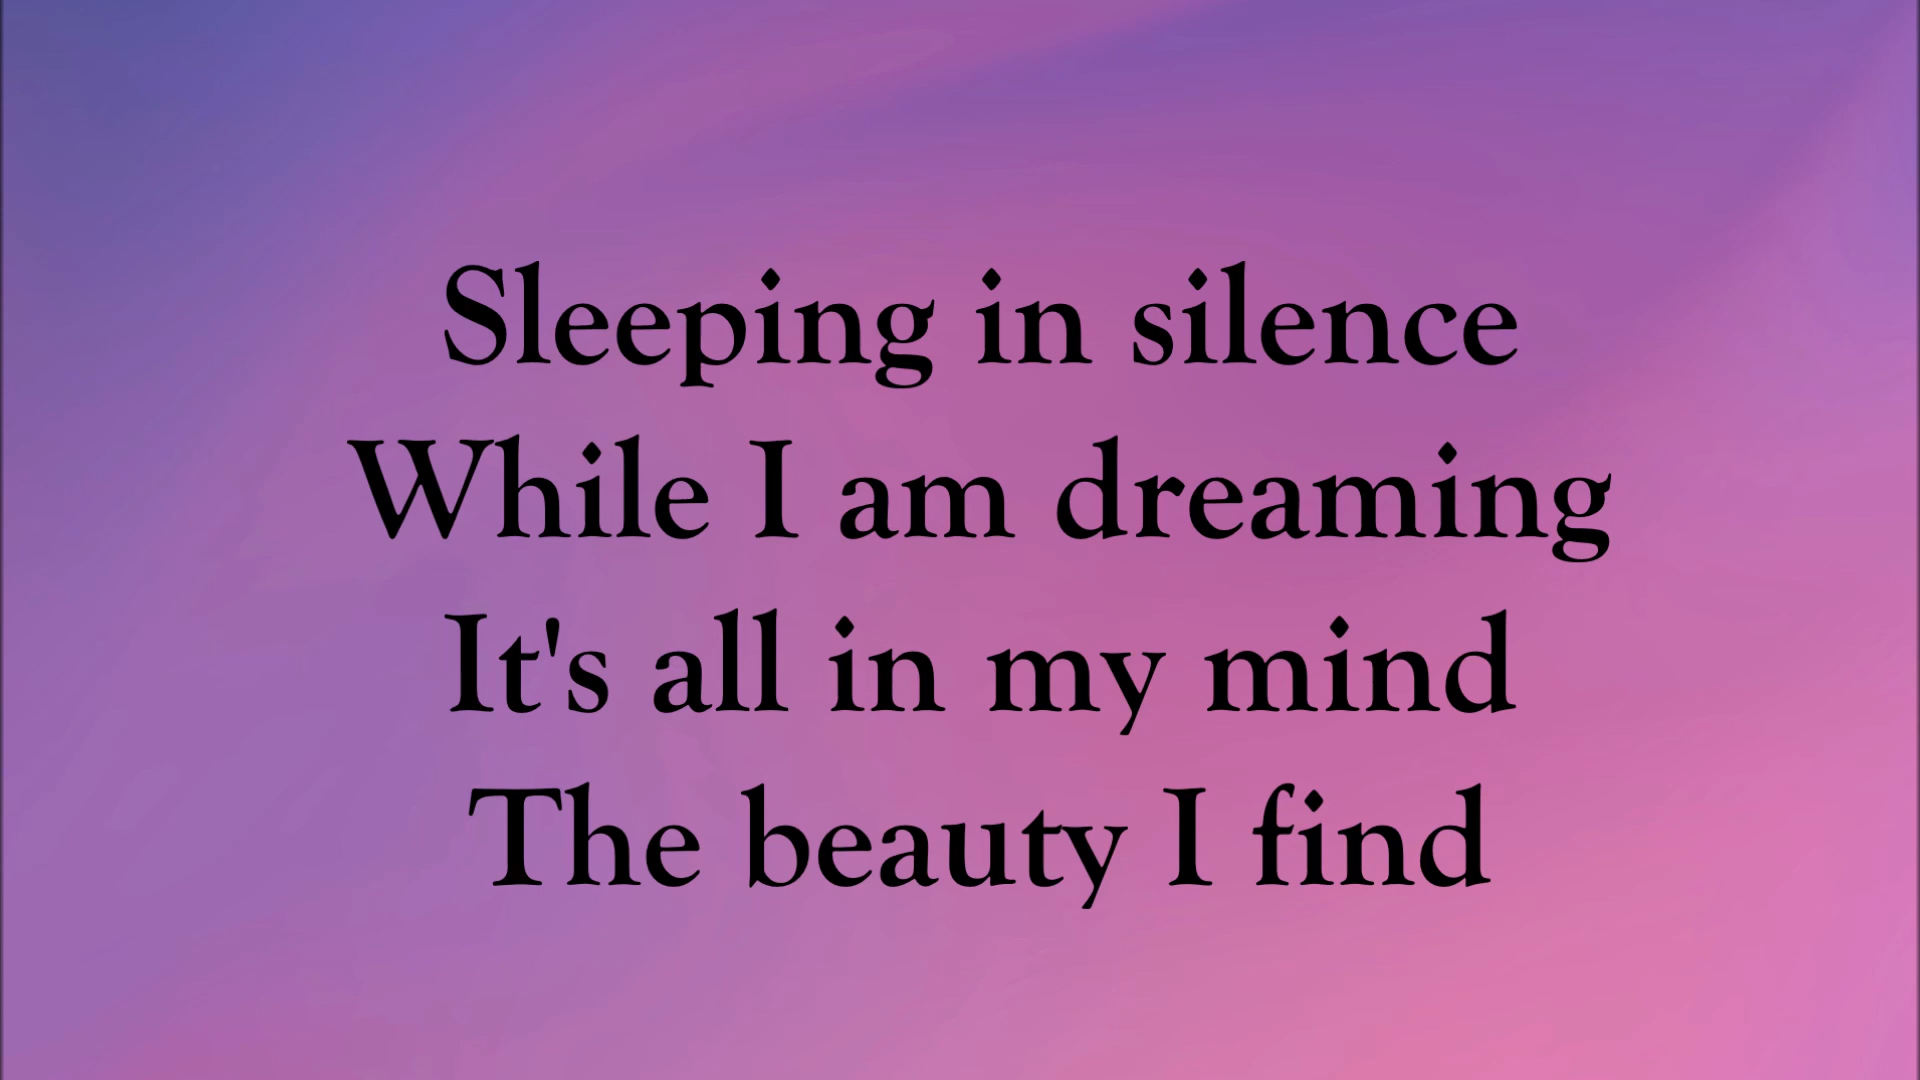 Sleeping in silence
While I am dreaming
It's all in my mind
The beauty I find